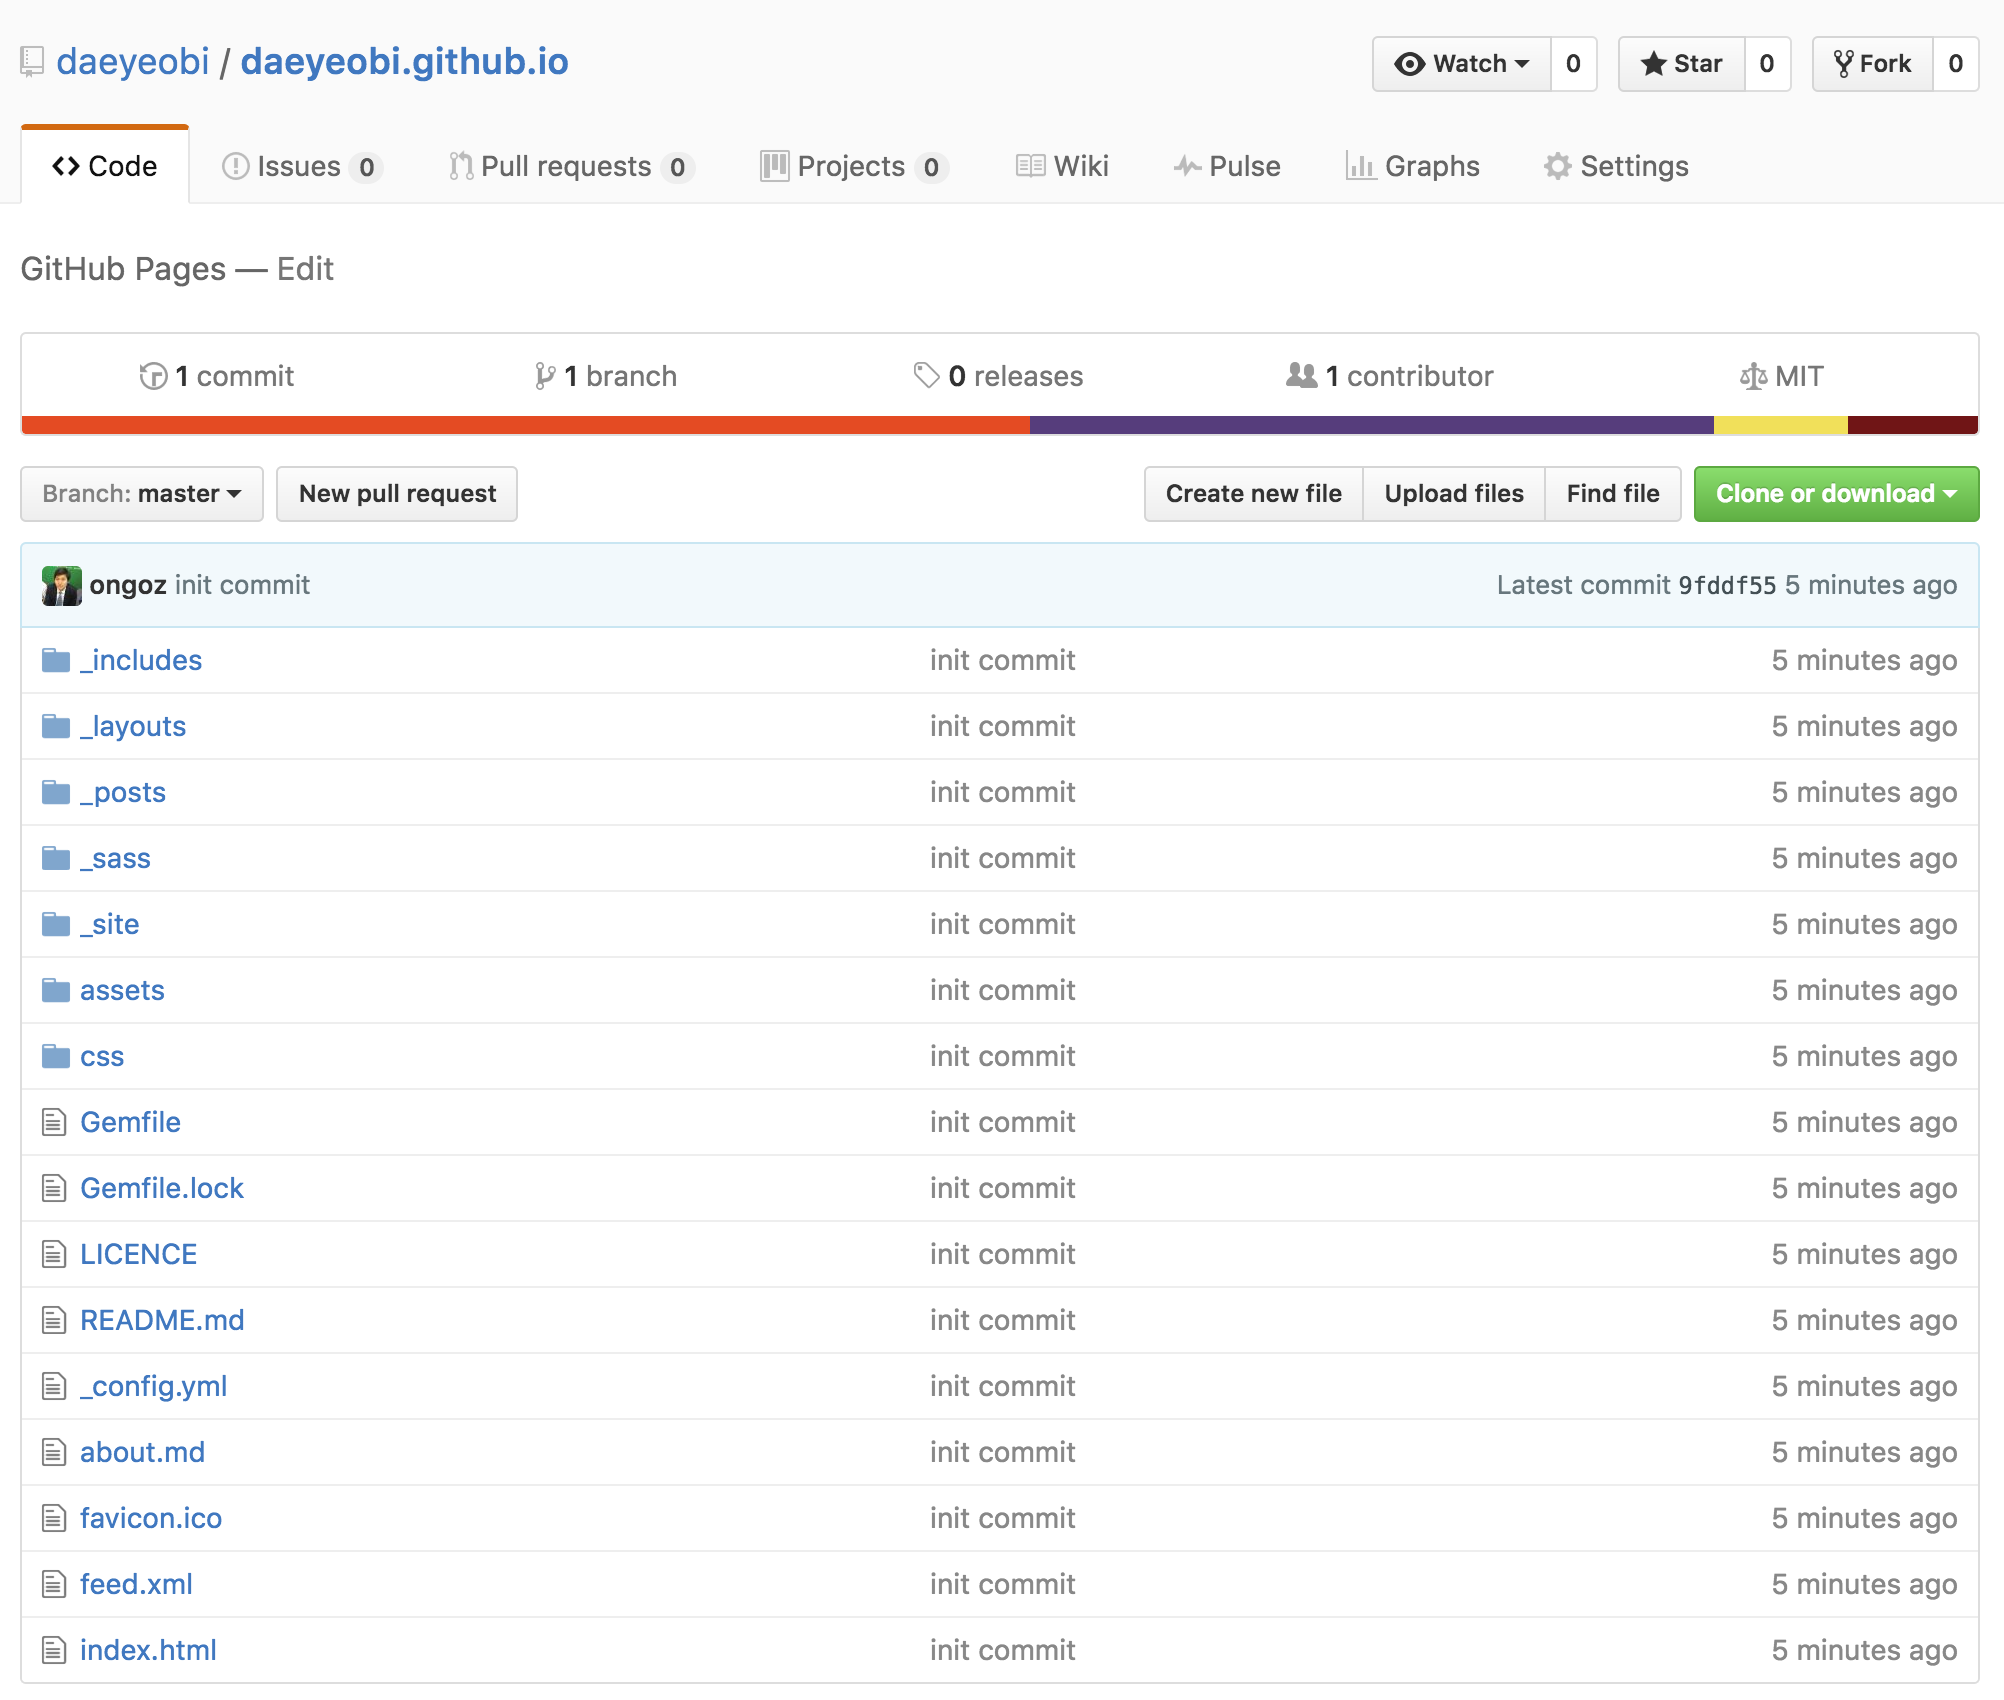 daeyeobi / daeyeobi.github.io Watch 0 Star 0 Fork 0
Code Issues 0 Pull requests 0 Projects 0 Wiki Pulse Graphs Settings
GitHub Pages — Edit
1 commit 1 branch 0 releases 1 contributor MIT
Branch: master New pull request Create new file Upload files Find file Clone or download
ongoz init commit Latest commit 9fddf55 5 minutes ago
_includes init commit 5 minutes ago
_layouts init commit 5 minutes ago
_posts init commit 5 minutes ago
_sass init commit 5 minutes ago
_site init commit 5 minutes ago
assets init commit 5 minutes ago
css init commit 5 minutes ago
Gemfile init commit 5 minutes ago
Gemfile.lock init commit 5 minutes ago
LICENCE init commit 5 minutes ago
README.md init commit 5 minutes ago
_config.yml init commit 5 minutes ago
about.md init commit 5 minutes ago
favicon.ico init commit 5 minutes ago
feed.xml init commit 5 minutes ago
index.html init commit 5 minutes ago